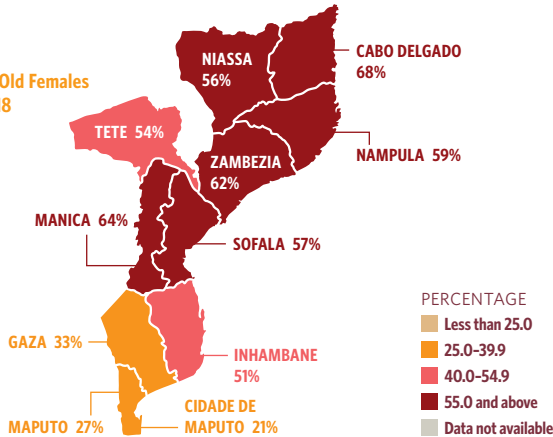 Old Females
18
NIASSA
56%
CABO DELGADO
68%
TETE 54%
ZAMBEZIA
62%
NAMPULA 59%
MANICA 64%
SOFALA 57%
GAZA 33%
INHAMBANE
51%
MAPUTO 27%
CIDADE DE
MAPUTO 21%
PERCENTAGE
Less than 25.0
25.0–39.9
40.0–54.9
55.0 and above
Data not available